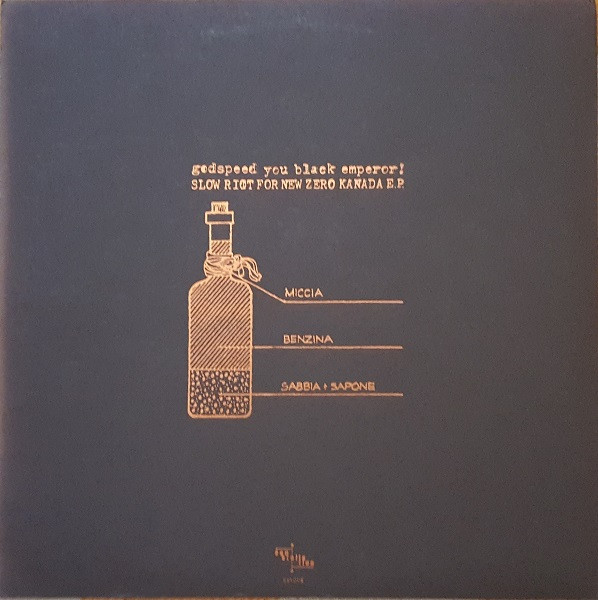 godspeed you black emperor!
SLOW RIOT FOR NEW ZERO KANADA E.P.
MICCIA
BENZINA
SABBIA + SAPONE